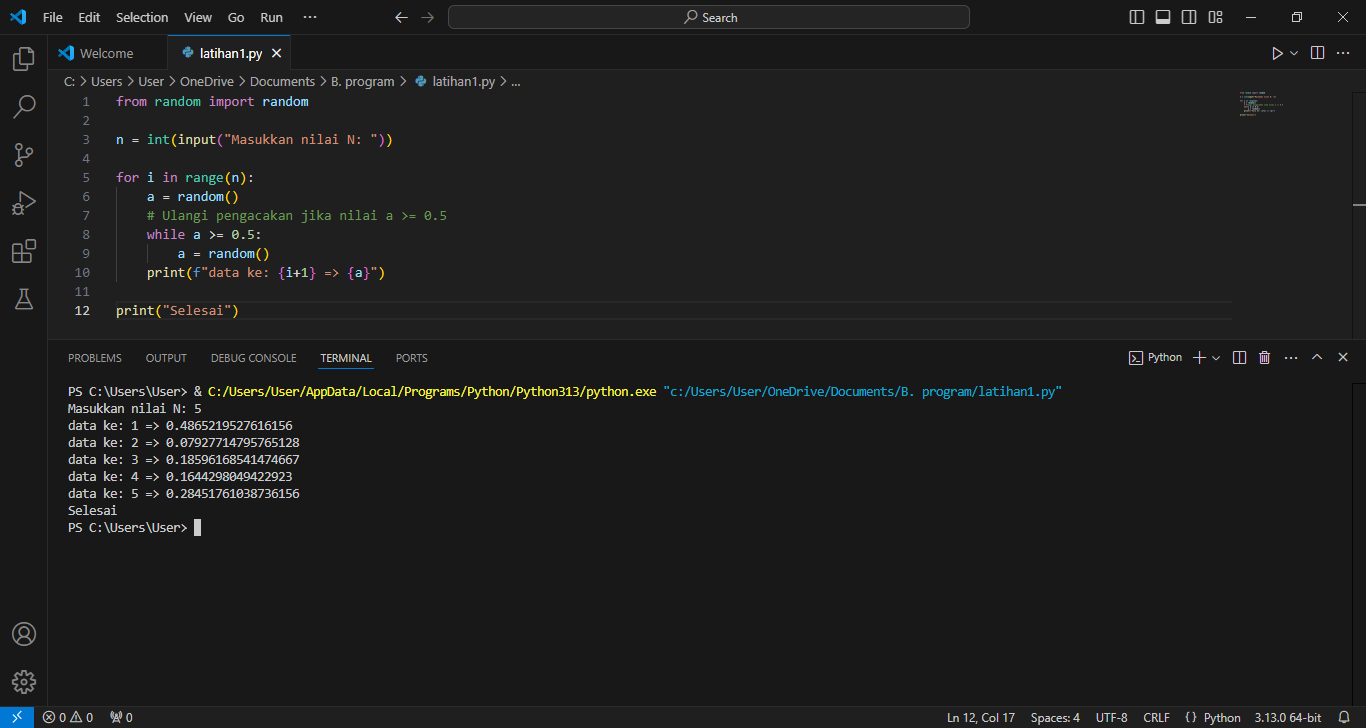 File Edit Selection View Go Run ··· Search
Welcome latihan1.py
C: > Users > User > OneDrive > Documents > B. program > latihan1.py > ...
1 from random import random
2
3 n = int(input("Masukkan nilai N: "))
4
5 for i in range(n):
6 a = random()
7 # Ulangi pengacakan jika nilai a >= 0.5
8 while a >= 0.5:
9 a = random()
10 print(f"data ke: {i+1} => {a}")
11
12 print("Selesai")
PROBLEMS OUTPUT DEBUG CONSOLE TERMINAL PORTS Python
PS C:\Users\User> & C:/Users/User/AppData/Local/Programs/Python/Python313/python.exe "c:/Users/User/OneDrive/Documents/B. program/latihan1.py"
Masukkan nilai N: 5
data ke: 1 => 0.4865219527616156
data ke: 2 => 0.07927714795765128
data ke: 3 => 0.18596168541474667
data ke: 4 => 0.1644298049422923
data ke: 5 => 0.28451761038736156
Selesai
PS C:\Users\User>
0 0 0 Ln 12, Col 17 Spaces: 4 UTF-8 CRLF {} Python 3.13.0 64-bit